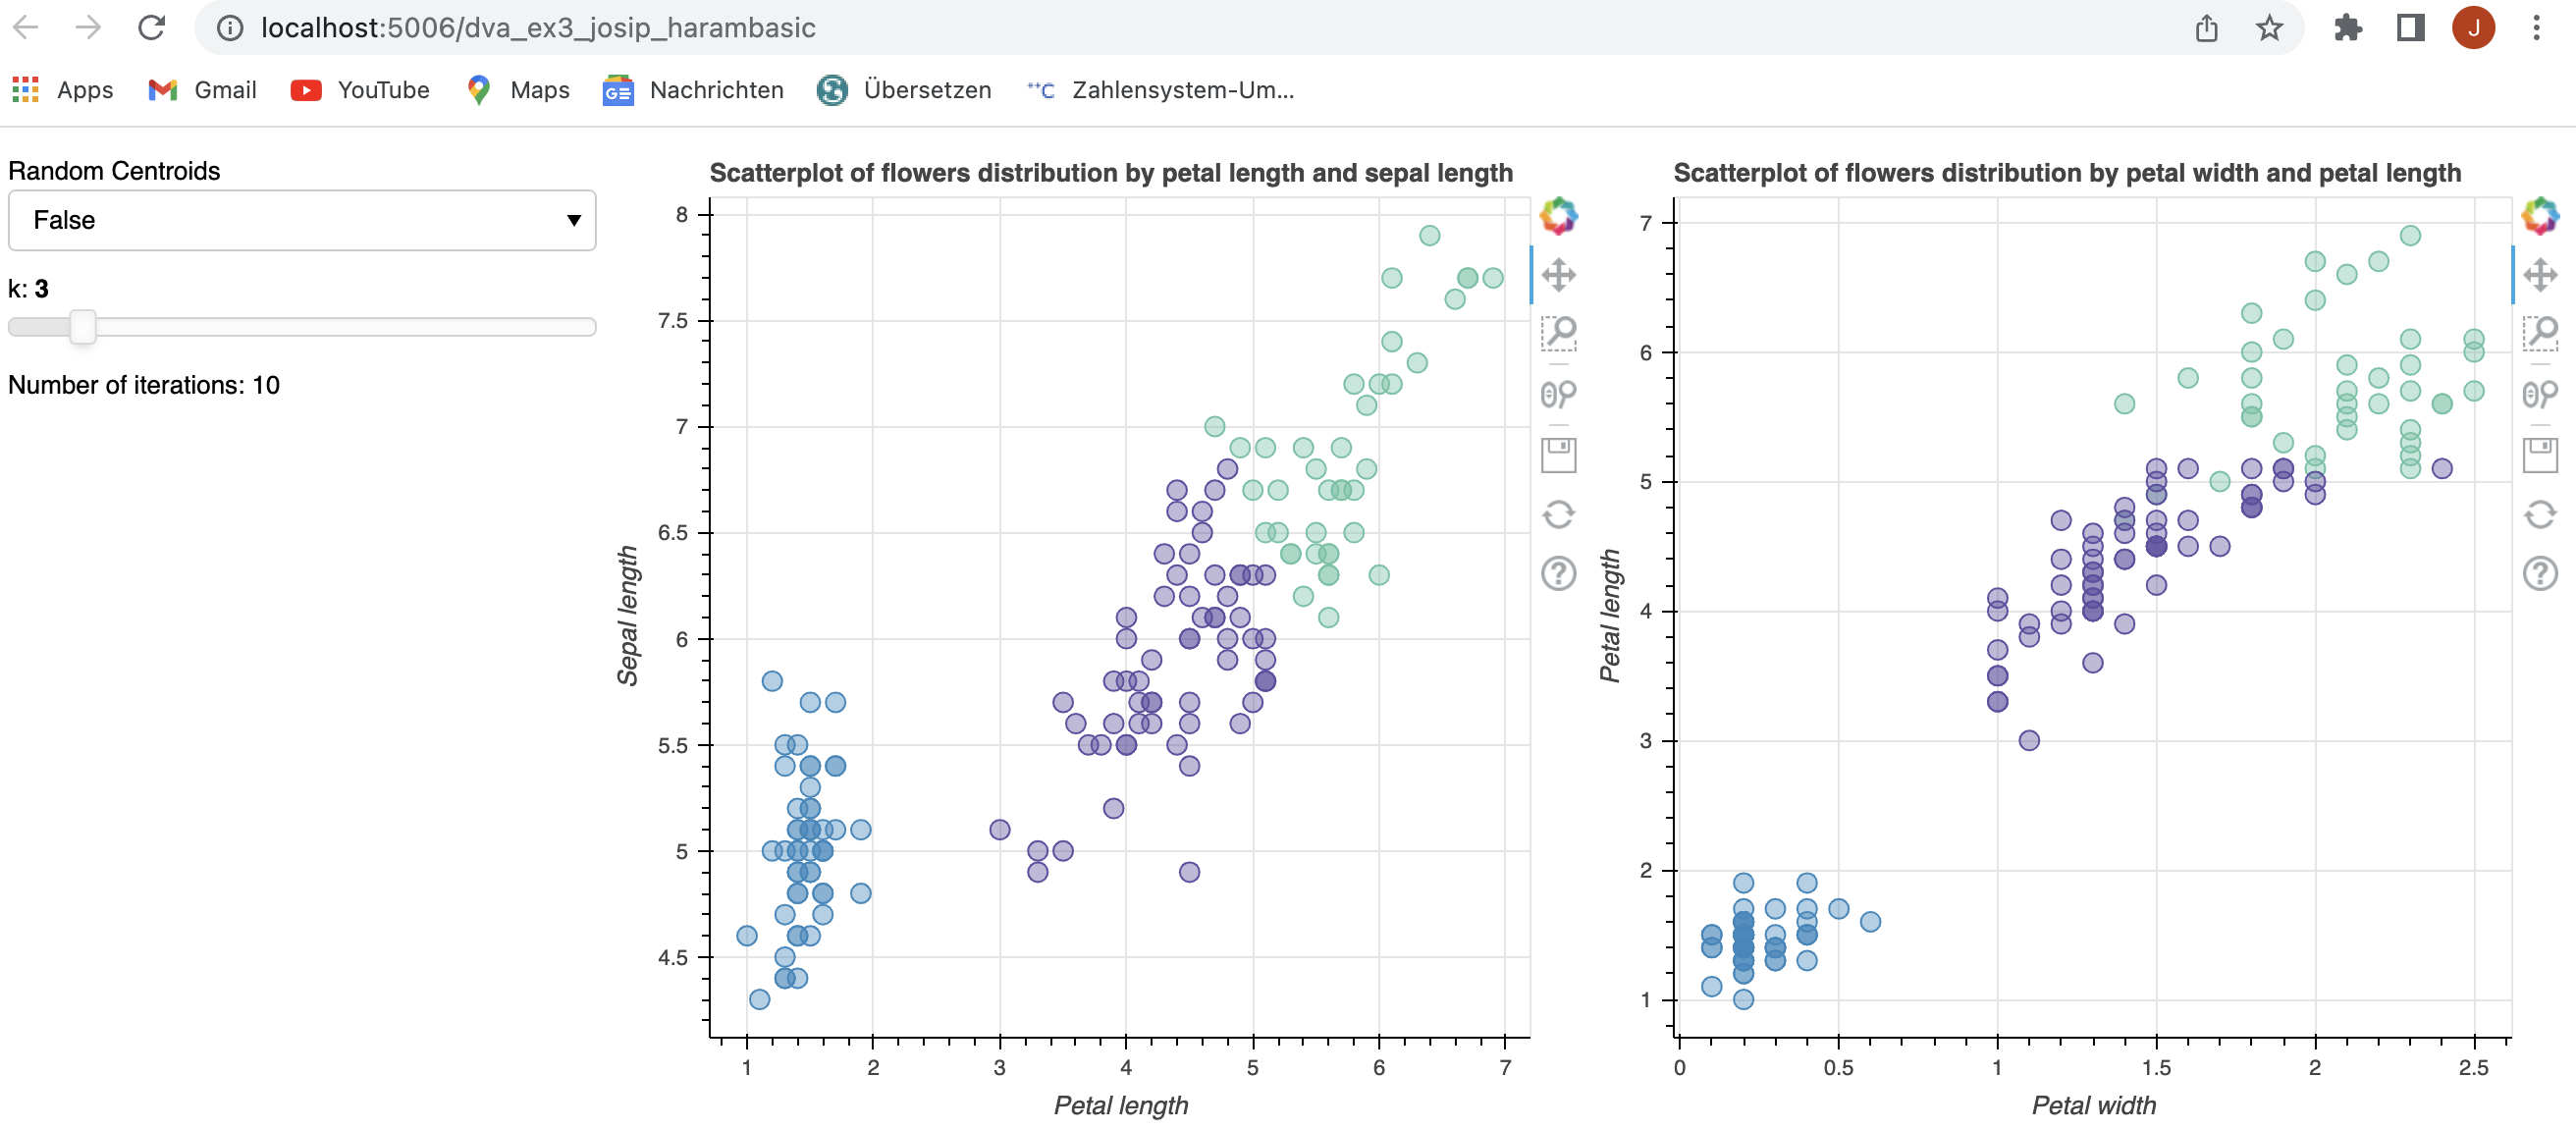 localhost:5006/dva_ex3_josip_harambasic
J
Apps Gmail YouTube Maps Nachrichten Übersetzen Zahlensystem-Um...
GE
++C
Random Centroids
False
k: 3
Number of iterations: 10
Scatterplot of flowers distribution by petal length and sepal length
8
7.5
7
6.5
6
5.5
5
4.5
Sepal length
1 2 3 4 5 6 7
Petal length
Scatterplot of flowers distribution by petal width and petal length
7
6
5
4
3
2
1
Petal length
0 0.5 1 1.5 2 2.5
Petal width